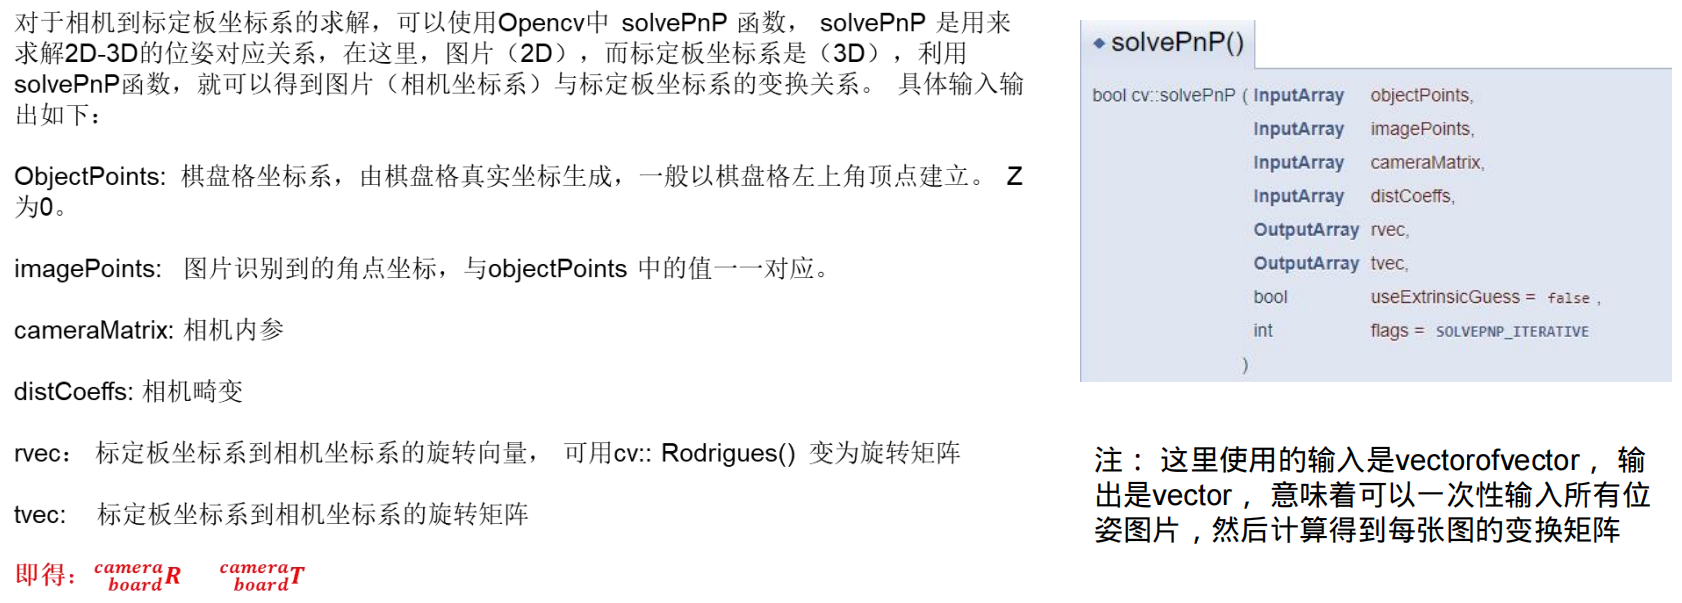 对于相机到标定板坐标系的求解，可以使用Opencv中 solvePnP 函数， solvePnP 是用来
求解2D-3D的位姿对应关系，在这里，图片（2D），而标定板坐标系是（3D），利用
solvePnP函数，就可以得到图片（相机坐标系）与标定板坐标系的变换关系。 具体输入输
出如下：
ObjectPoints: 棋盘格坐标系，由棋盘格真实坐标生成，一般以棋盘格左上角顶点建立。 Z
为0。
imagePoints: 图片识别到的角点坐标，与objectPoints 中的值一一对应。
cameraMatrix: 相机内参
distCoeffs: 相机畸变
rvec： 标定板坐标系到相机坐标系的旋转向量， 可用cv:: Rodrigues() 变为旋转矩阵
tvec: 标定板坐标系到相机坐标系的旋转矩阵
即得： camera board R camera board T
◆ solvePnP()
bool cv::solvePnP ( InputArray objectPoints,
InputArray imagePoints,
InputArray cameraMatrix,
InputArray distCoeffs,
OutputArray rvec,
OutputArray tvec,
bool useExtrinsicGuess = false ,
int flags = SOLVEPNP_ITERATIVE
)
注： 这里使用的输入是vectorofvector， 输
出是vector， 意味着可以一次性输入所有位
姿图片，然后计算得到每张图的变换矩阵